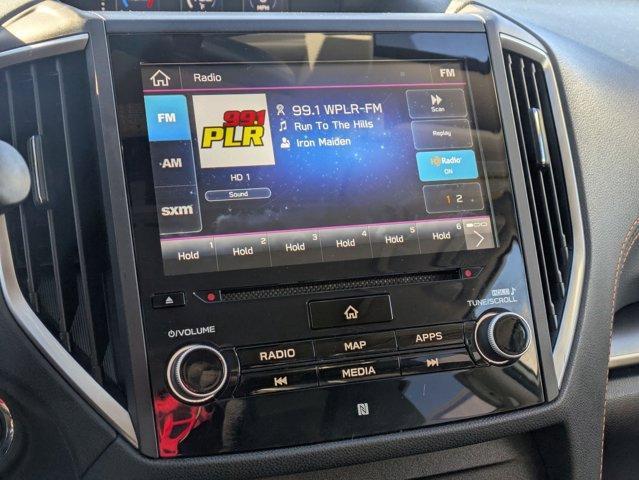 Radio
FM
FM
99.1
PLR
99.1 WPLR-FM
Run To The Hills
Iron Maiden
Scan
Replay
AM
HD Radio
ON
HD 1
Sound
sxm
1 2
Hold 1
Hold 2
Hold 3
Hold 4
Hold 5
Hold 6
VOLUME
TUNE/SCROLL
RADIO
MAP
APPS
MEDIA
N